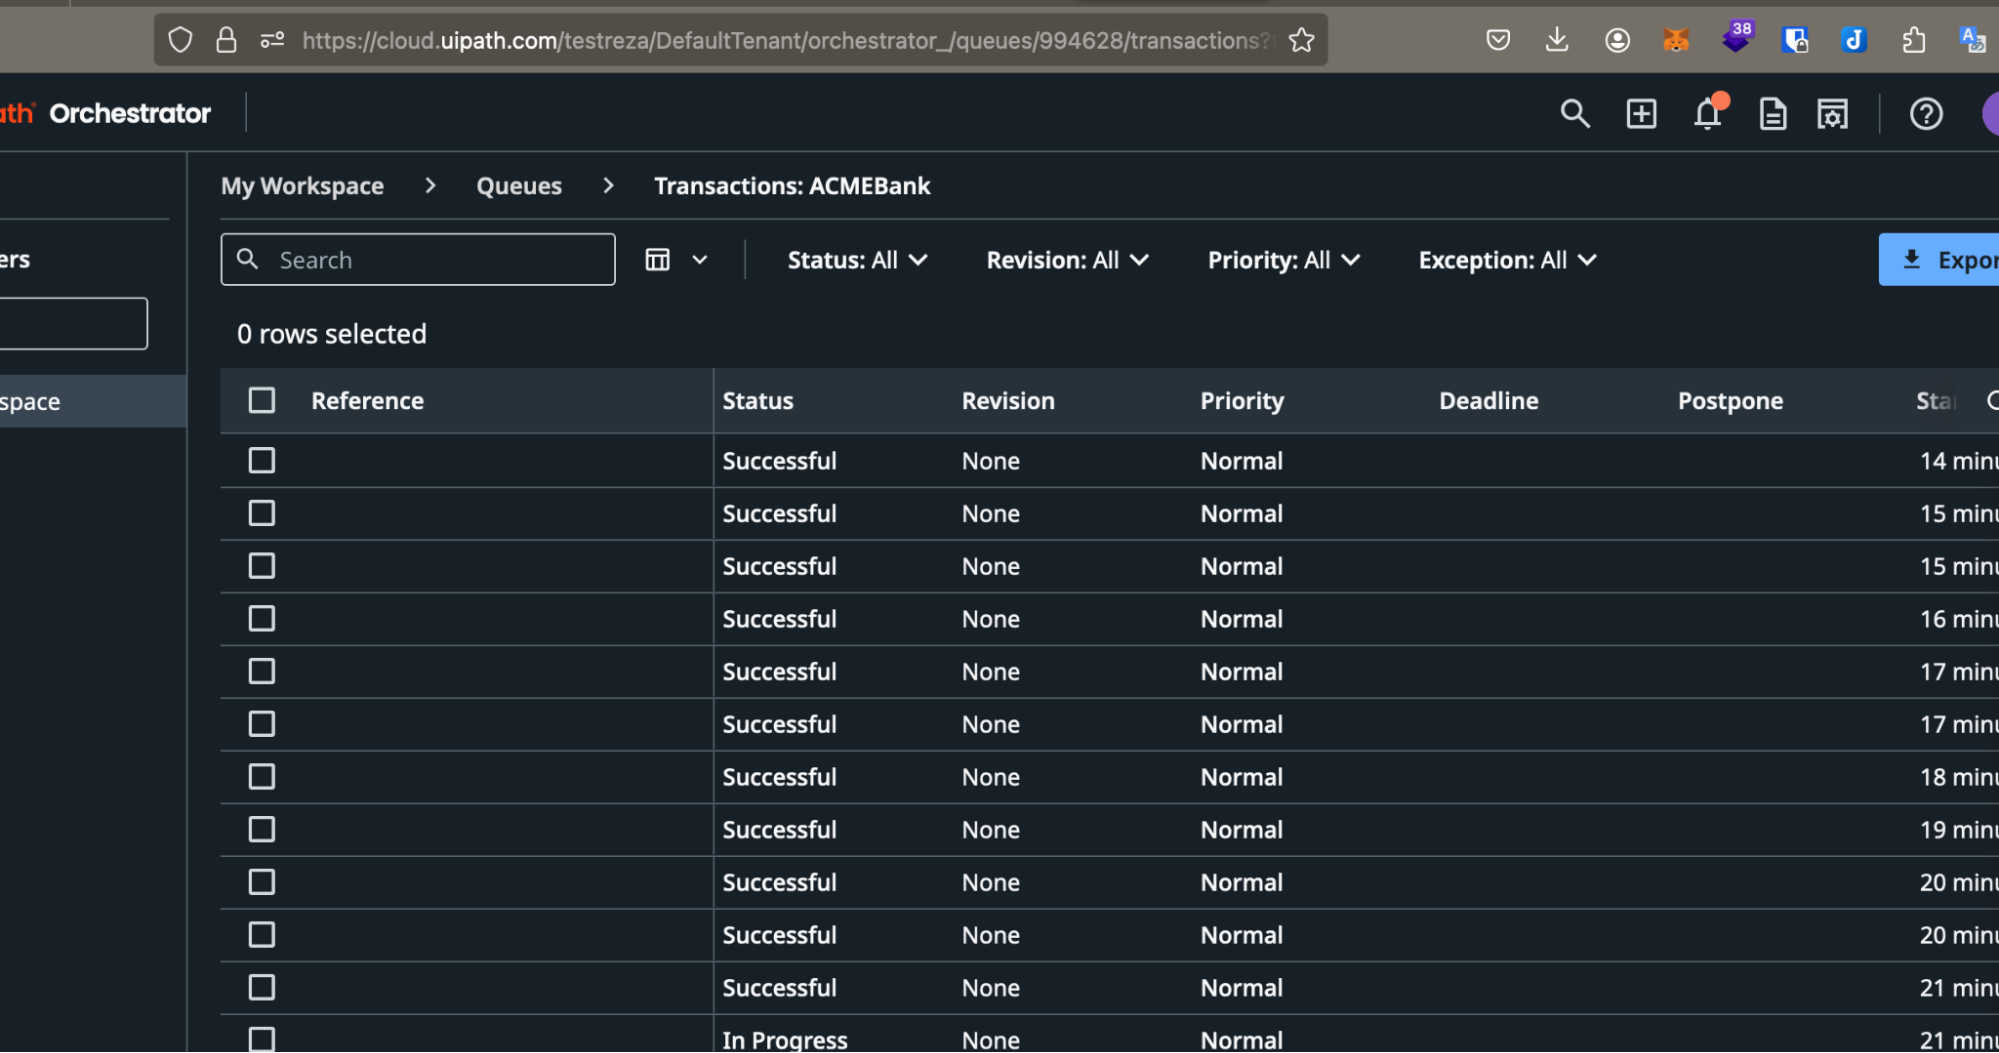 https://cloud.uipath.com/testreza/DefaultTenant/orchestrator_/queues/994628/transactions?
38
ath Orchestrator
My Workspace > Queues > Transactions: ACMEBank
ers
Search
Status: All
Revision: All
Priority: All
Exception: All
Expor
0 rows selected
space
Reference Status Revision Priority Deadline Postpone Sta
Successful None Normal 14 minu
Successful None Normal 15 minu
Successful None Normal 15 minu
Successful None Normal 16 minu
Successful None Normal 17 minu
Successful None Normal 17 minu
Successful None Normal 18 minu
Successful None Normal 19 minu
Successful None Normal 20 minu
Successful None Normal 20 minu
Successful None Normal 21 minu
In Progress None Normal 21 minu